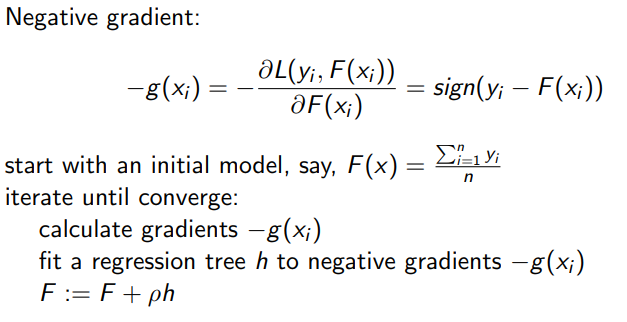 Negative gradient:
−g(xᵢ) = − ∂L(yᵢ, F(xᵢ)) / ∂F(xᵢ) = sign(yᵢ − F(xᵢ))
start with an initial model, say, F(x) = ∑ⁿᵢ₌₁ yᵢ / n
iterate until converge:
calculate gradients −g(xᵢ)
fit a regression tree h to negative gradients −g(xᵢ)
F := F + ρh